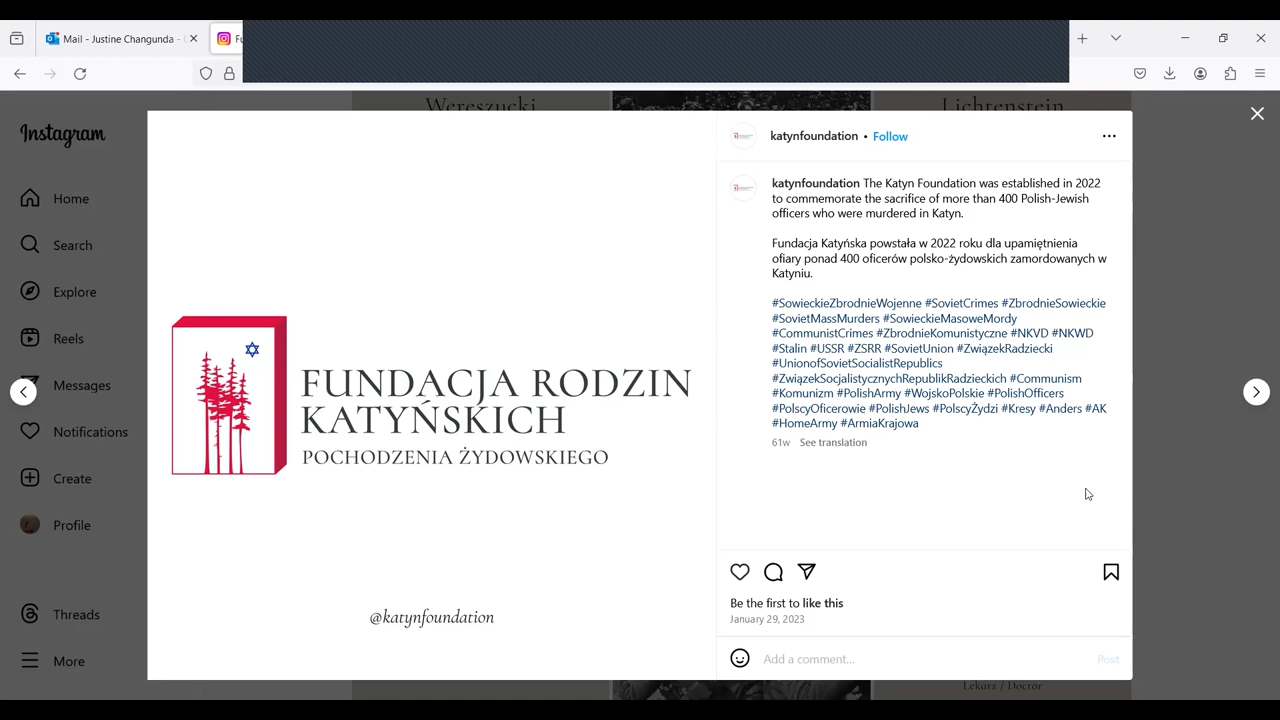 Mail - Justine Changunda -
Wereszucki
Lichtenstein
Instagram
Home
Search
Explore
Reels
Messages
Notifications
Create
Profile
Threads
More
FUNDACJA RODZIN
KATYŃSKICH
POCHODZENIA ŻYDOWSKIEGO
@katynfoundation
katynfoundation • Follow
katynfoundation The Katyn Foundation was established in 2022
to commemorate the sacrifice of more than 400 Polish-Jewish
officers who were murdered in Katyn.
Fundacja Katyńska powstała w 2022 roku dla upamiętnienia
ofiary ponad 400 oficerów polsko-żydowskich zamordowanych w
Katyniu.
#SowieckieZbrodnieWojenne #SovietCrimes #ZbrodnieSowieckie
#SovietMassMurders #SowieckieMasoweMordy
#CommunistCrimes #ZbrodnieKomunistyczne #NKVD #NKWD
#Stalin #USSR #ZSRR #SovietUnion #ZwiązekRadziecki
#UnionofSovietSocialistRepublics
#ZwiązekSocjalistycznychRepublikRadzieckich #Communism
#Komunizm #PolishArmy #WojskoPolskie #PolishOfficers
#PolscyOficerowie #PolishJews #PolscyŻydzi #Kresy #Anders #AK
#HomeArmy #ArmiaKrajowa
61w See translation
Be the first to like this
January 29, 2023
Add a comment...
Post
Lekarz / Doctor